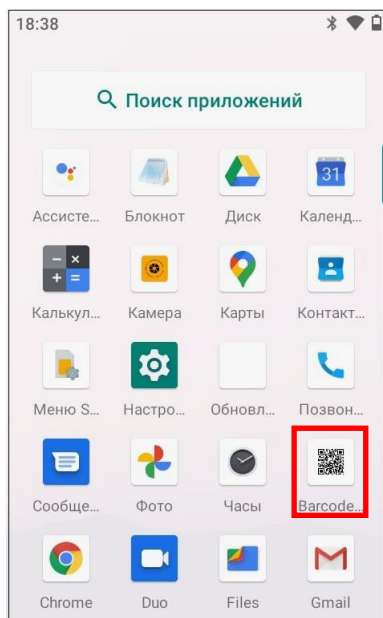 18:38
Поиск приложений
31
Ассисте... Блокнот Диск Календ...
Калькул... Камера Карты Контакт...
Меню S... Настро... Обновл... Позвон...
Сообще... Фото Часы Barcode...
Chrome Duo Files Gmail